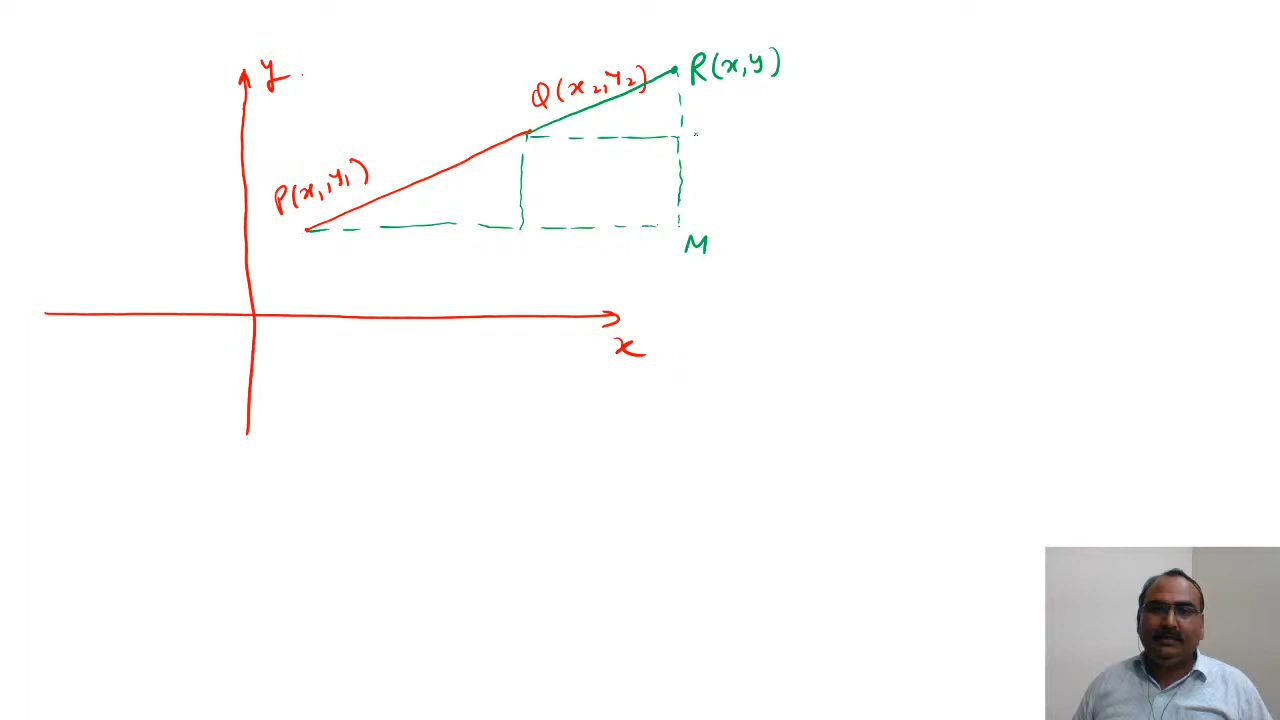 y
R(x,y)
Q(x₂,y₂)
P(x₁,y₁)
M
x